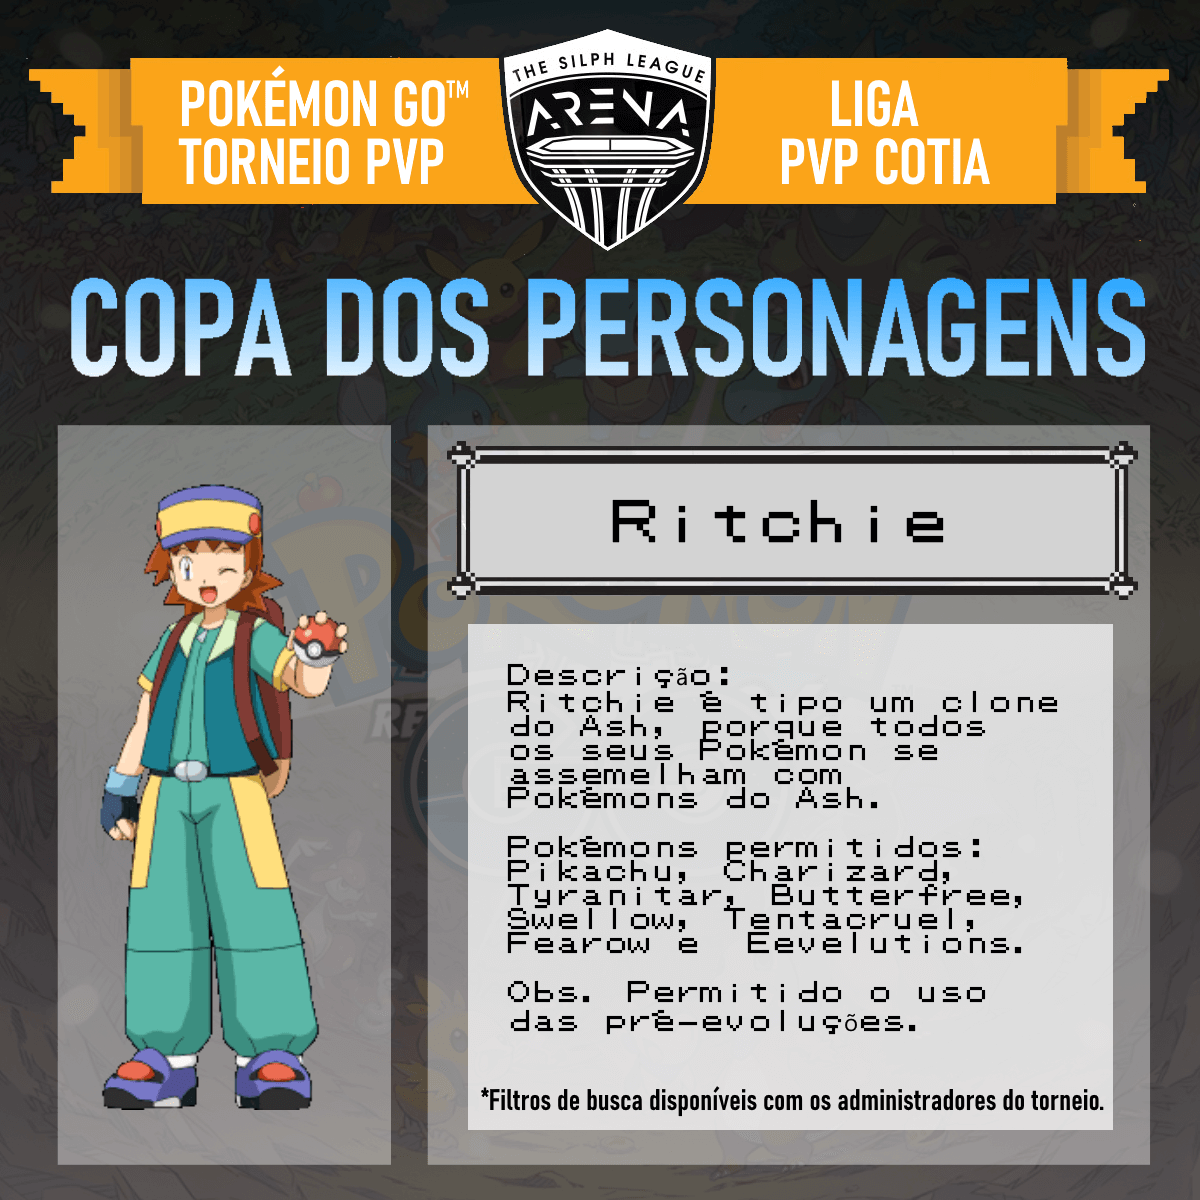 POKÉMON GO™
TORNEIO PVP
THE SILPH LEAGUE
ARENA
LIGA
PVP COTIA
COPA DOS PERSONAGENS
Ritchie
Descrição:
Ritchie é tipo um clone
do Ash, porque todos
os seus Pokémon se
assemelham com
Pokémons do Ash.
Pokémons permitidos:
Pikachu, Charizard,
Tyranitar, Butterfree,
Swellow, Tentacruel,
Fearow e Eevelutions.
Obs. Permitido o uso
das pré-evoluções.
*Filtros de busca disponíveis com os administradores do torneio.